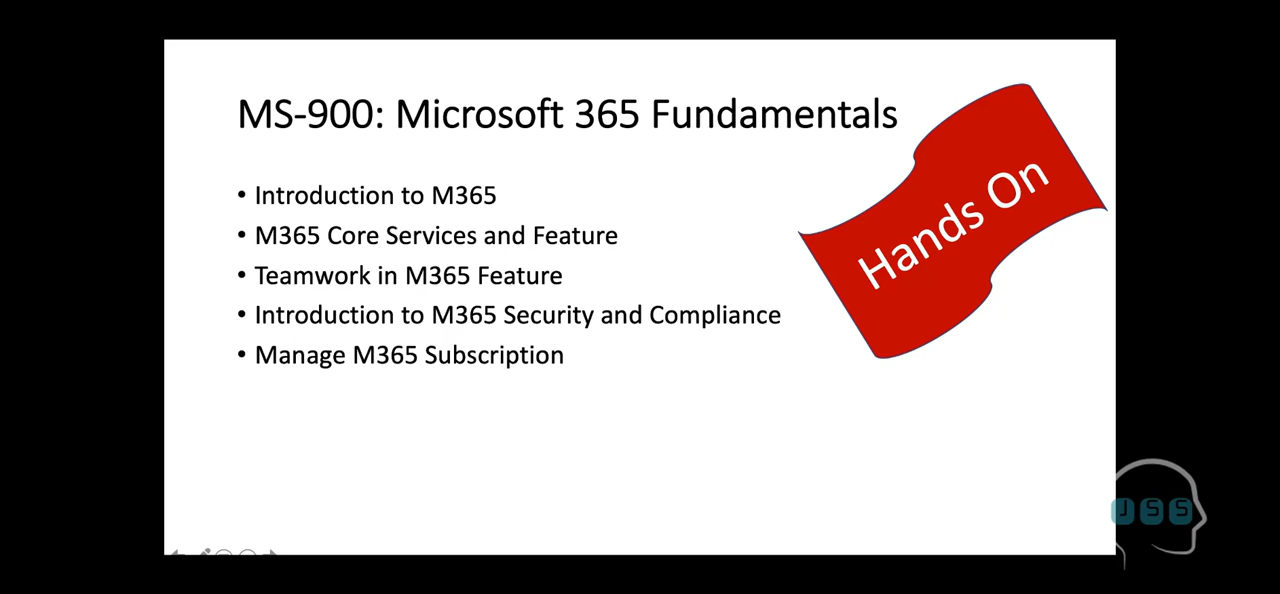 MS-900: Microsoft 365 Fundamentals
• Introduction to M365
• M365 Core Services and Feature
• Teamwork in M365 Feature
• Introduction to M365 Security and Compliance
• Manage M365 Subscription
Hands On
JSS